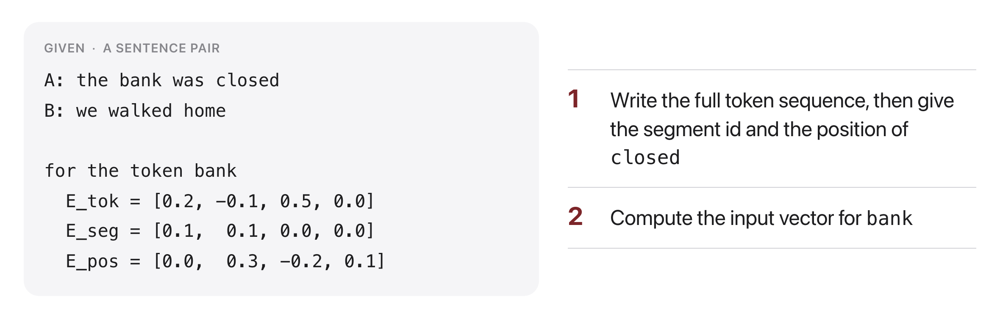 GIVEN · A SENTENCE PAIR
A: the bank was closed
B: we walked home
for the token bank
E_tok = [0.2, −0.1, 0.5, 0.0]
E_seg = [0.1,  0.1, 0.0, 0.0]
E_pos = [0.0,  0.3, −0.2, 0.1]
1 Write the full token sequence, then give
the segment id and the position of
closed
2 Compute the input vector for bank